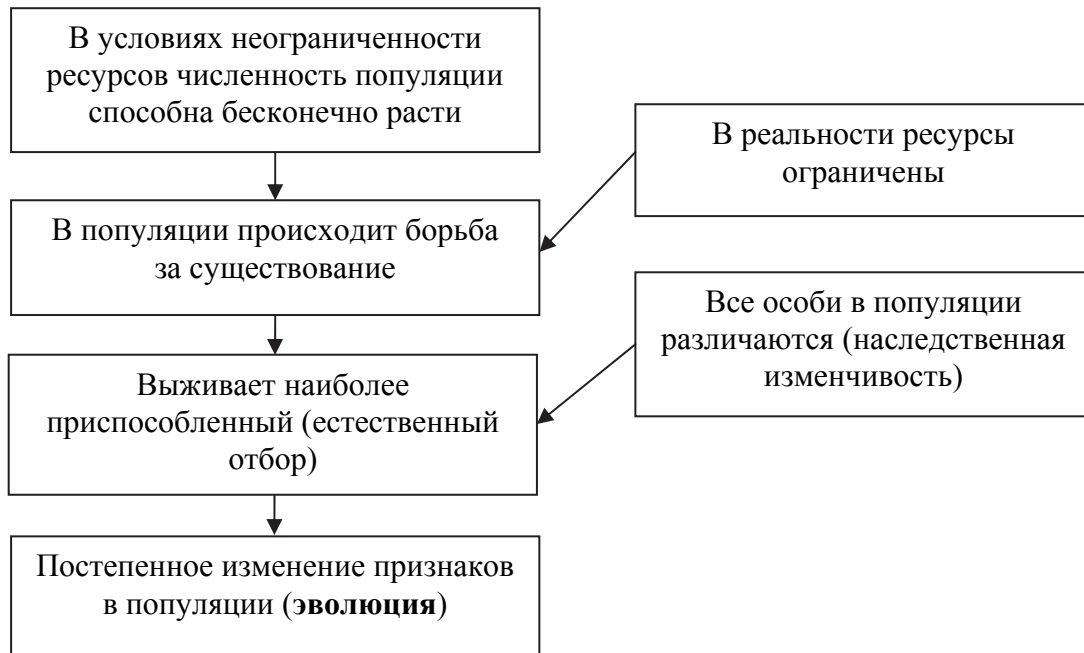 В условиях неограниченности
ресурсов численность популяции
способна бесконечно расти
В реальности ресурсы
ограничены
В популяции происходит борьба
за существование
Все особи в популяции
различаются (наследственная
изменчивость)
Выживает наиболее
приспособленный (естественный
отбор)
Постепенное изменение признаков
в популяции (эволюция)